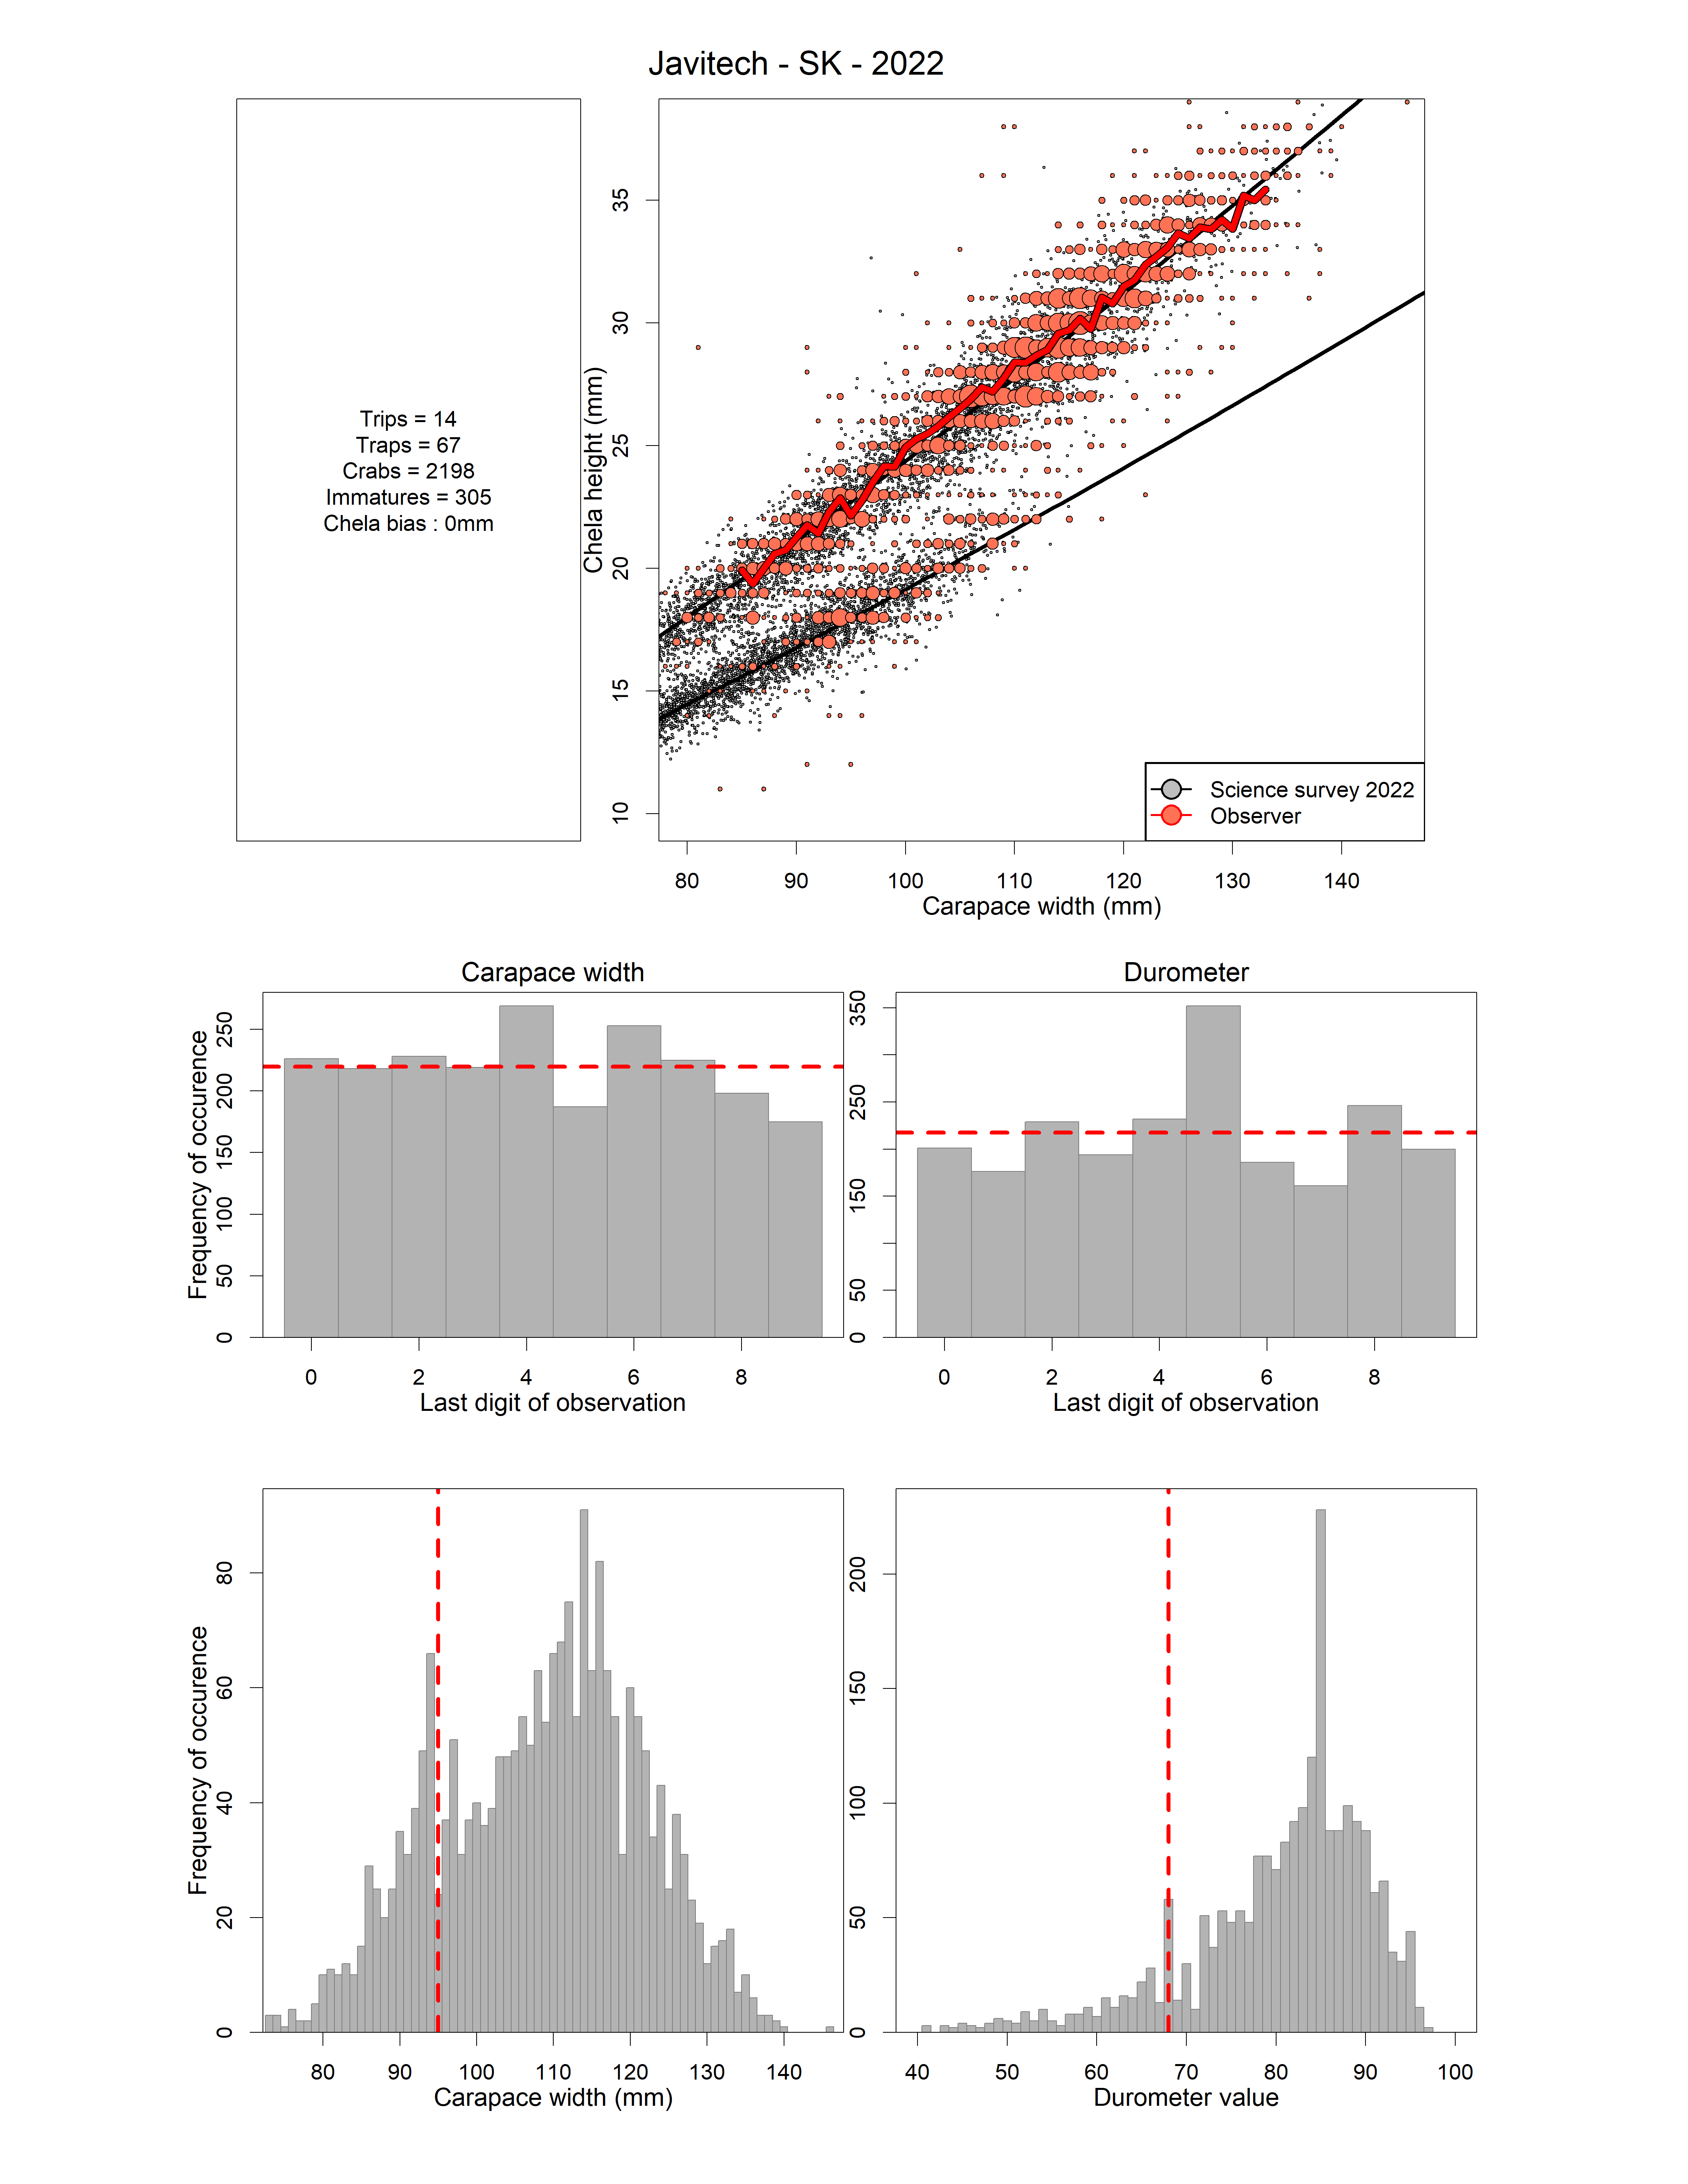 Javitech - SK - 2022
Trips = 14
Traps = 67
Crabs = 2198
Immatures = 305
Chela bias : 0mm
Chela height (mm)
35
30
25
20
15
10
Science survey 2022
Observer
80 90 100 110 120 130 140
Carapace width (mm)
Carapace width
Frequency of occurence
250
200
150
100
50
0
0 2 4 6 8
Last digit of observation
Durometer
350
250
150
50
0
0 2 4 6 8
Last digit of observation
Frequency of occurence
80
60
40
20
0
80 90 100 110 120 130 140
Carapace width (mm)
200
150
100
50
0
40 50 60 70 80 90 100
Durometer value